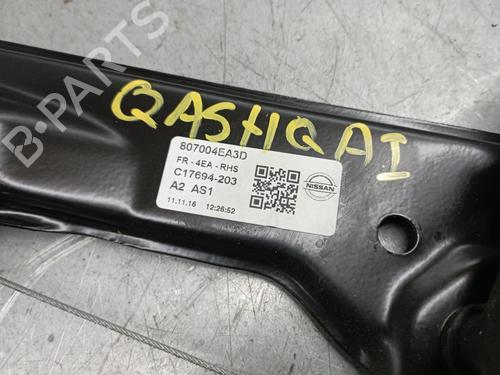 B-PARTS
QASHQAI
807004EA3D
FR - 4EA - RHS
C17694-203
A2 AS1
11.11.16 12:26:52
NISSAN